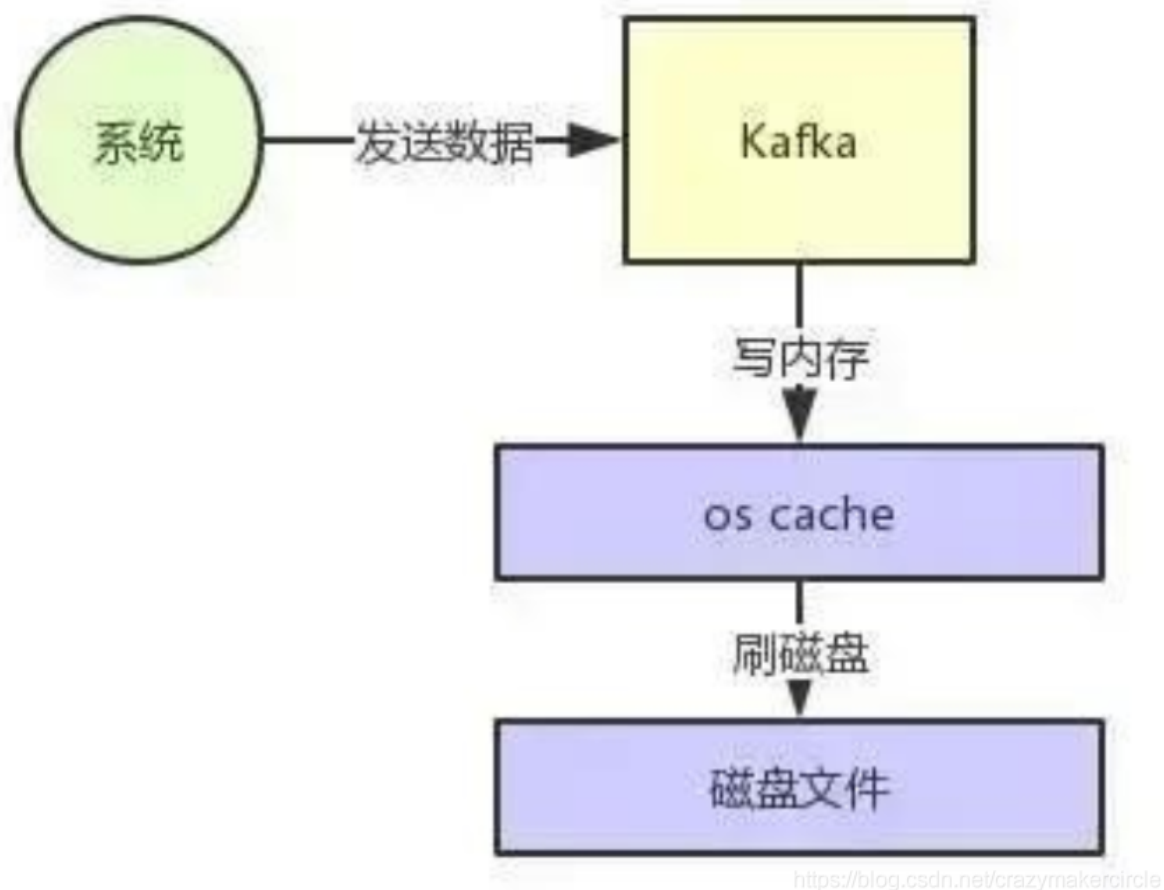 系统
发送数据
Kafka
写内存
os cache
刷磁盘
磁盘文件
https://blog.csdn.net/crazymakercircle